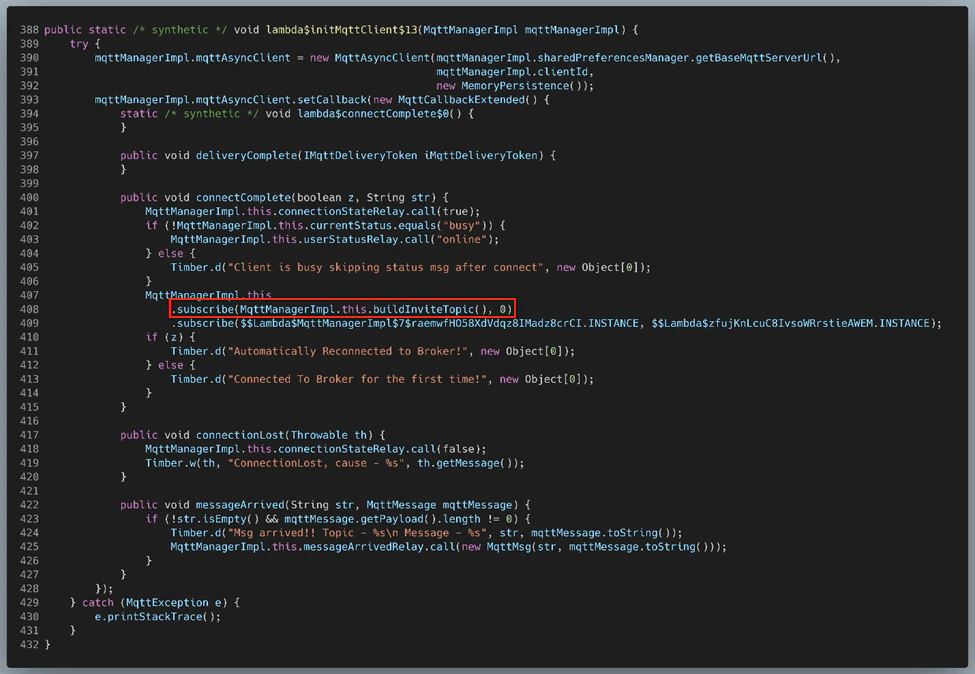 388 public static /* synthetic */ void lambda$initMqttClient$13(MqttManagerImpl mqttManagerImpl) {
389     try {
390         mqttManagerImpl.mqttAsyncClient = new MqttAsyncClient(mqttManagerImpl.sharedPreferencesManager.getBaseMqttServerUrl(),
391                                                               mqttManagerImpl.clientId,
392                                                               new MemoryPersistence());
393         mqttManagerImpl.mqttAsyncClient.setCallback(new MqttCallbackExtended() {
394             static /* synthetic */ void lambda$connectComplete$0() {
395             }
396
397             public void deliveryComplete(IMqttDeliveryToken iMqttDeliveryToken) {
398             }
399
400             public void connectComplete(boolean z, String str) {
401                 MqttManagerImpl.this.connectionStateRelay.call(true);
402                 if (!MqttManagerImpl.this.currentStatus.equals("busy")) {
403                     MqttManagerImpl.this.userStatusRelay.call("online");
404                 } else {
405                     Timber.d("Client is busy skipping status msg after connect", new Object[0]);
406                 }
407                 MqttManagerImpl.this
408                     .subscribe(MqttManagerImpl.this.buildInviteTopic(), 0)
409                     .subscribe($$Lambda$MqttManagerImpl$7$raemwfHO58XdVdqz8IMadz8crCI.INSTANCE, $$Lambda$zfujKnLcuC8IvsoWRrstieAWEM.INSTANCE);
410                 if (z) {
411                     Timber.d("Automatically Reconnected to Broker!", new Object[0]);
412                 } else {
413                     Timber.d("Connected To Broker for the first time!", new Object[0]);
414                 }
415             }
416
417             public void connectionLost(Throwable th) {
418                 MqttManagerImpl.this.connectionStateRelay.call(false);
419                 Timber.w(th, "ConnectionLost, cause - %s", th.getMessage());
420             }
421
422             public void messageArrived(String str, MqttMessage mqttMessage) {
423                 if (!str.isEmpty() && mqttMessage.getPayload().length != 0) {
424                     Timber.d("Msg arrived!! Topic - %s\n Message - %s", str, mqttMessage.toString());
425                     MqttManagerImpl.this.messageArrivedRelay.call(new MqttMsg(str, mqttMessage.toString()));
426                 }
427             }
428         });
429     } catch (MqttException e) {
430         e.printStackTrace();
431     }
432 }